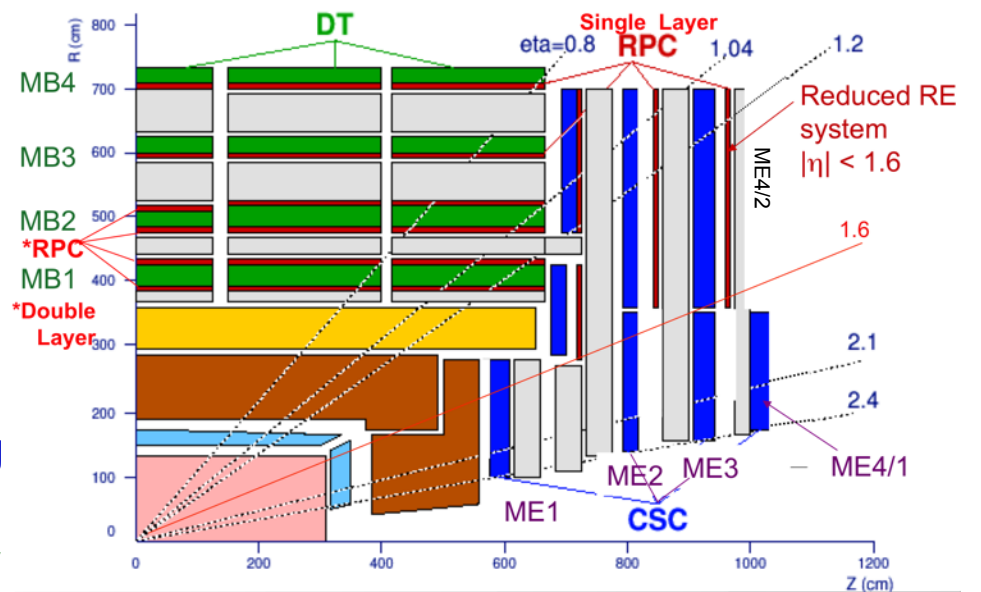 R (cm)
800
700
600
500
400
300
200
100
0
DT
Single Layer
RPC
eta=0.8
1.04
1.2
MB4
MB3
MB2
*RPC
MB1
*Double
Layer
Reduced RE
system
|η| < 1.6
ME4/2
1.6
2.1
2.4
ME1
ME2
ME3
ME4/1
CSC
0
200
400
600
800
1000
1200
Z (cm)